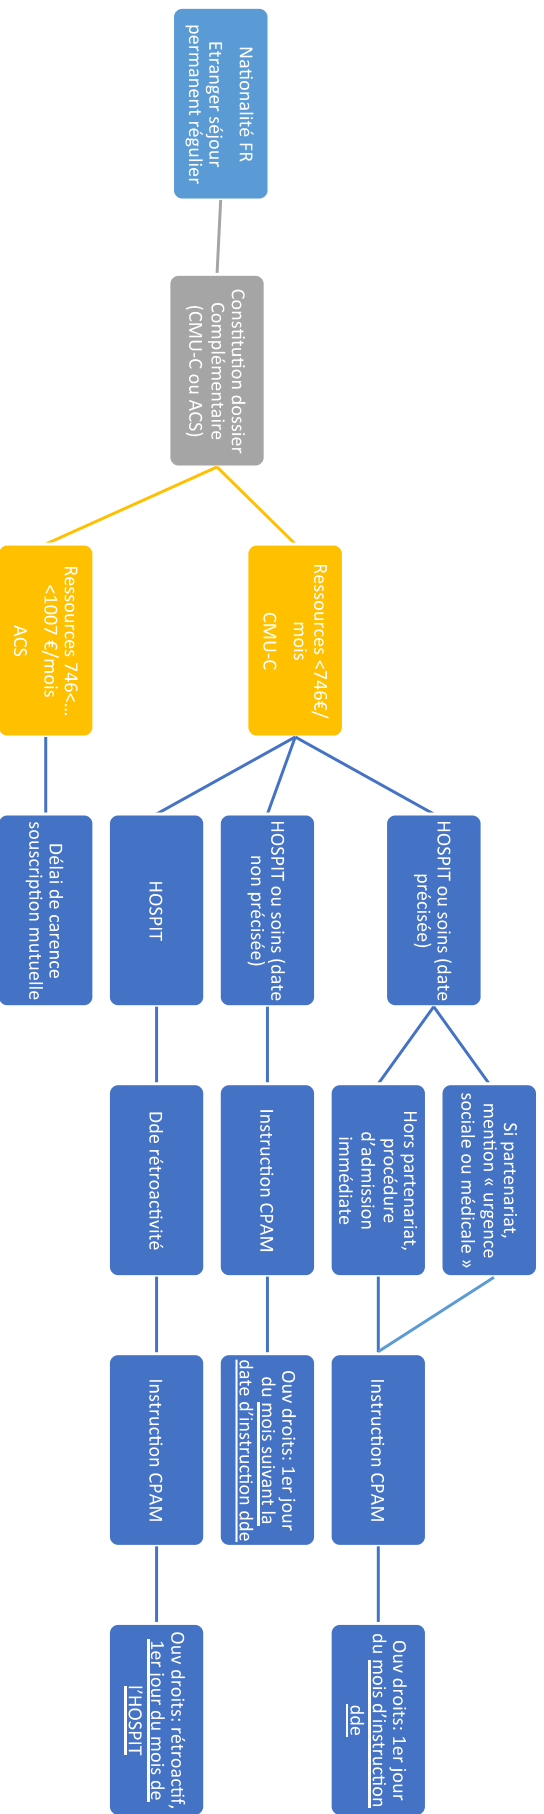 Nationalité FR
Etranger séjour
permanent régulier
Constitution dossier
Complémentaire
(CMU-C ou ACS)
Ressources <746€/
mois
CMU-C
HOSPIT ou soins (date
précisée)
Si partenariat,
mention « urgence
sociale ou médicale »
Hors partenariat,
procédure
d'admission
immédiate
Instruction CPAM
Ouv droits: 1er jour
du mois d'instruction
dde
HOSPIT ou soins (date
non précisée)
Instruction CPAM
Ouv droits: 1er jour
du mois suivant la
date d'instruction dde
HOSPIT
Dde rétroactivité
Instruction CPAM
Ouv droits: rétroactif,
1er jour du mois de
l'HOSPIT
Ressources 746<...
<1007 €/mois
ACS
Délai de carence
souscription mutuelle